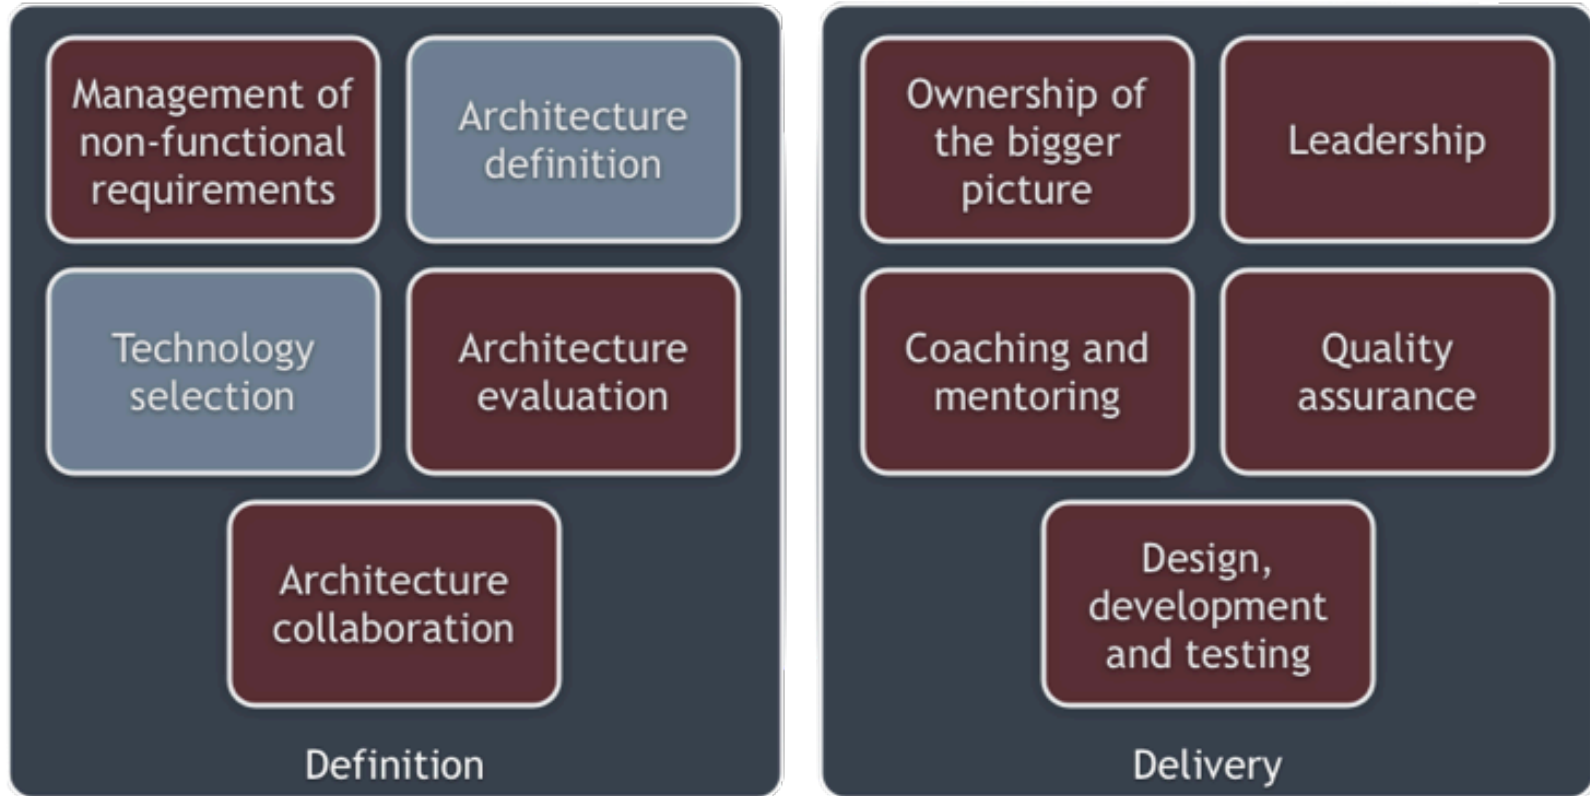 Management of
non-functional
requirements
Architecture
definition
Technology
selection
Architecture
evaluation
Architecture
collaboration
Definition
Ownership of
the bigger
picture
Leadership
Coaching and
mentoring
Quality
assurance
Design,
development
and testing
Delivery